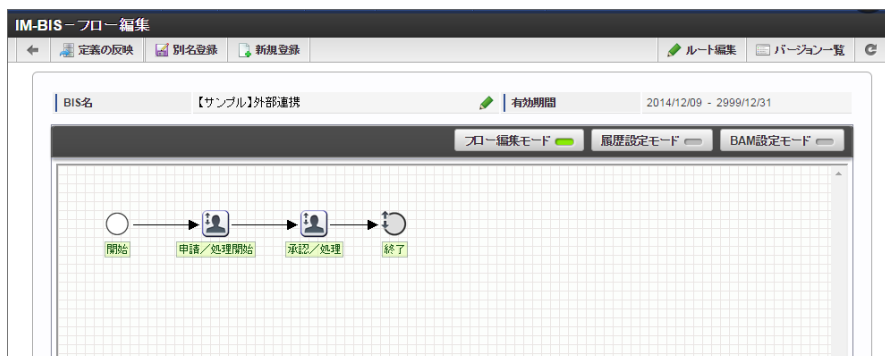 IM-BIS－フロー編集
定義の反映 別名登録 新規登録 ルート編集 バージョン一覧
BIS名 【サンプル】外部連携 有効期間 2014/12/09 - 2999/12/31
フロー編集モード 履歴設定モード BAM設定モード
開始 申請／処理開始 承認／処理 終了